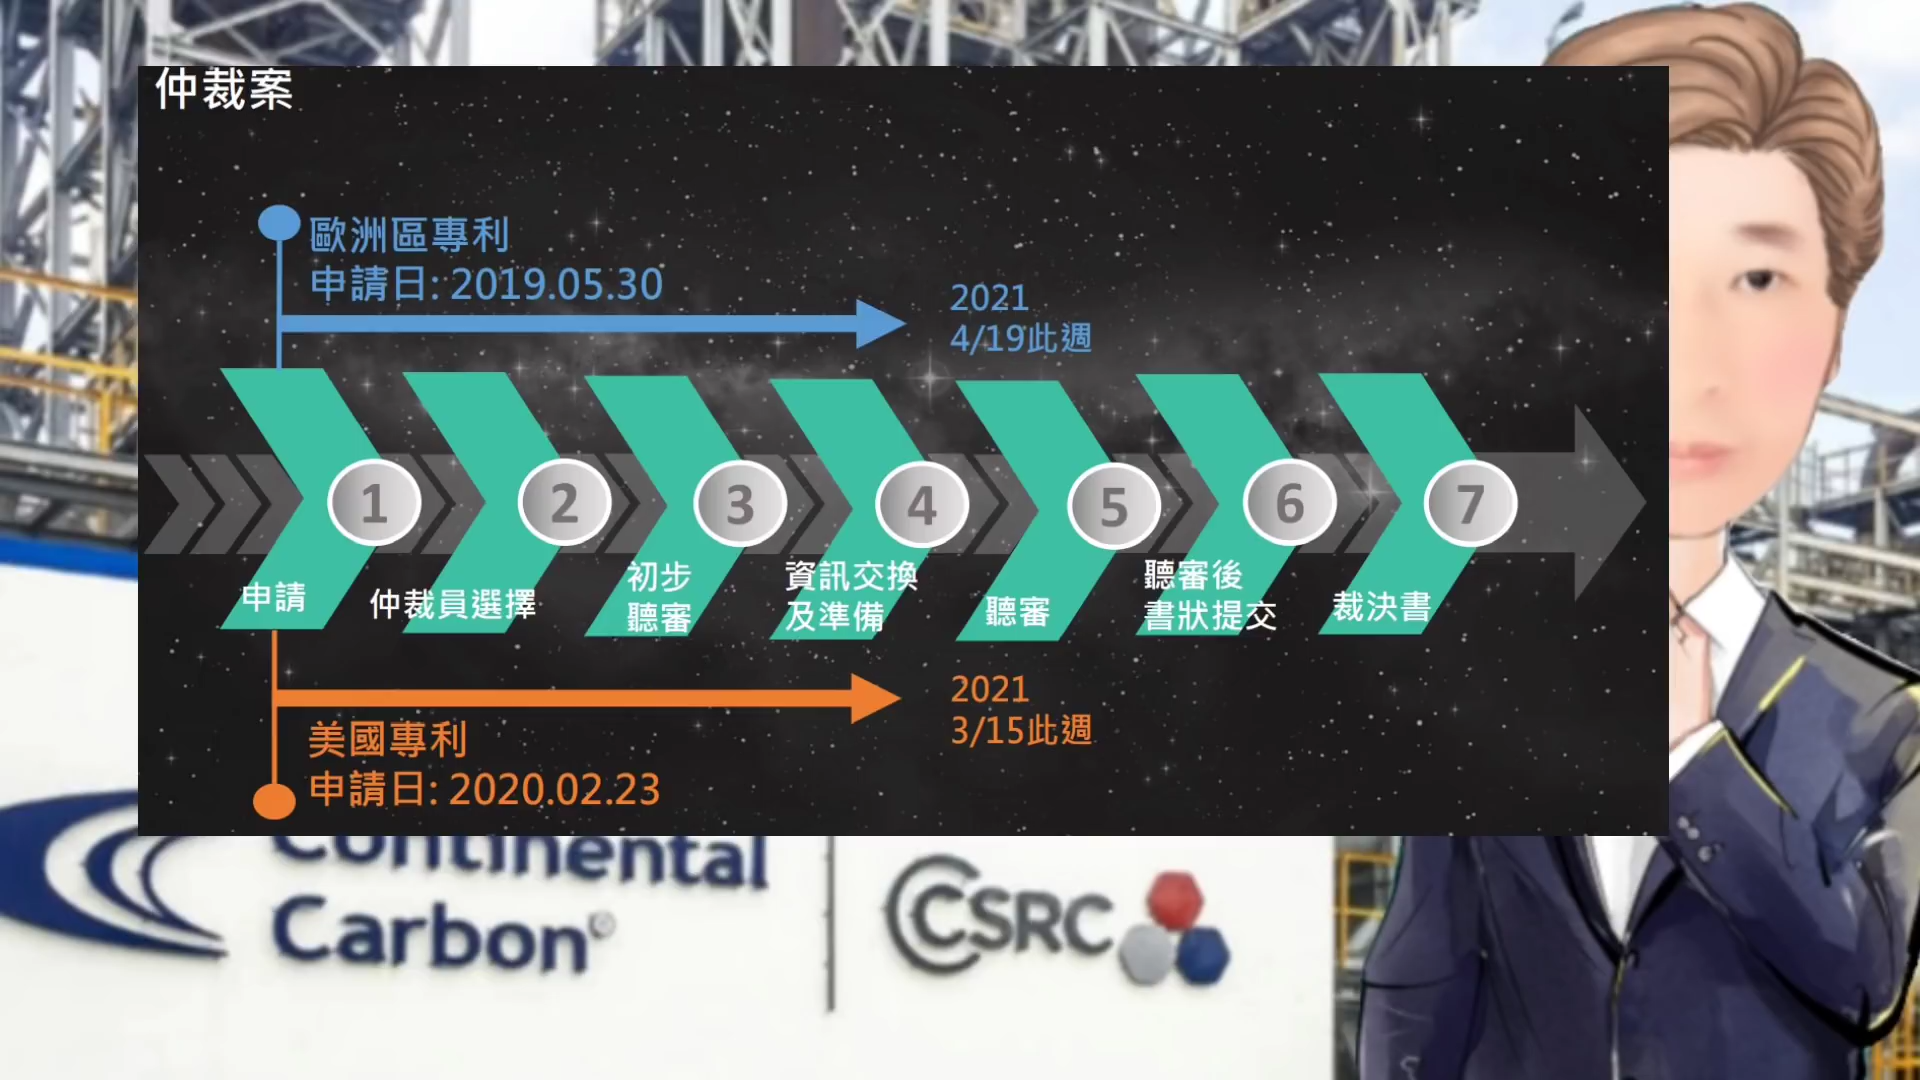 仲裁案
歐洲區專利
申請日: 2019.05.30
2021
4/19此週
1
2
3
4
5
6
7
申請
仲裁員選擇
初步
聽審
資訊交換
及準備
聽審
聽審後
書狀提交
裁決書
2021
3/15此週
美國專利
申請日: 2020.02.23
Continental
Carbon®
CSRC